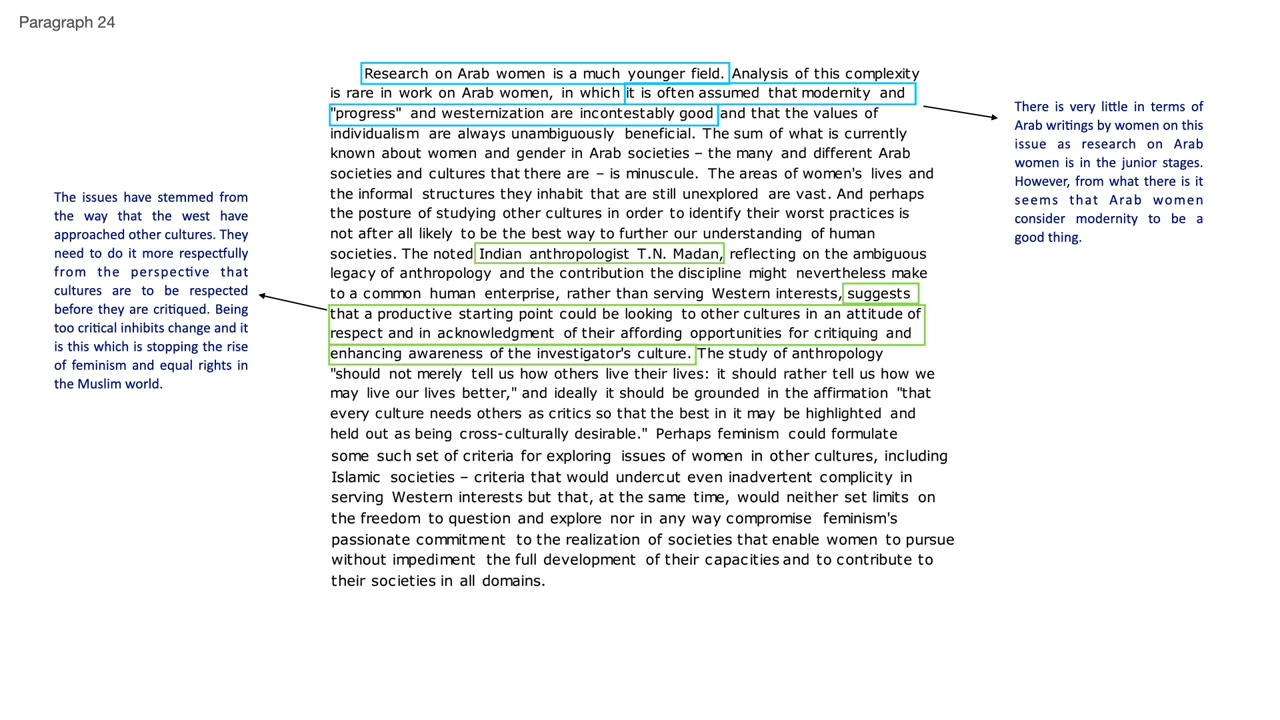 Paragraph 24
Research on Arab women is a much younger field. Analysis of this complexity
is rare in work on Arab women, in which it is often assumed that modernity and
"progress" and westernization are incontestably good and that the values of
individualism are always unambiguously beneficial. The sum of what is currently
known about women and gender in Arab societies – the many and different Arab
societies and cultures that there are – is minuscule. The areas of women's lives and
the informal structures they inhabit that are still unexplored are vast. And perhaps
the posture of studying other cultures in order to identify their worst practices is
not after all likely to be the best way to further our understanding of human
societies. The noted Indian anthropologist T.N. Madan, reflecting on the ambiguous
legacy of anthropology and the contribution the discipline might nevertheless make
to a common human enterprise, rather than serving Western interests, suggests
that a productive starting point could be looking to other cultures in an attitude of
respect and in acknowledgment of their affording opportunities for critiquing and
enhancing awareness of the investigator's culture. The study of anthropology
"should not merely tell us how others live their lives: it should rather tell us how we
may live our lives better," and ideally it should be grounded in the affirmation "that
every culture needs others as critics so that the best in it may be highlighted and
held out as being cross-culturally desirable." Perhaps feminism could formulate
some such set of criteria for exploring issues of women in other cultures, including
Islamic societies – criteria that would undercut even inadvertent complicity in
serving Western interests but that, at the same time, would neither set limits on
the freedom to question and explore nor in any way compromise feminism's
passionate commitment to the realization of societies that enable women to pursue
without impediment the full development of their capacities and to contribute to
their societies in all domains.
There is very little in terms of
Arab writings by women on this
issue as research on Arab
women is in the junior stages.
However, from what there is it
seems that Arab women
consider modernity to be a
good thing.
The issues have stemmed from
the way that the west have
approached other cultures. They
need to do it more respectfully
from the perspective that
cultures are to be respected
before they are critiqued. Being
too critical inhibits change and it
is this which is stopping the rise
of feminism and equal rights in
the Muslim world.